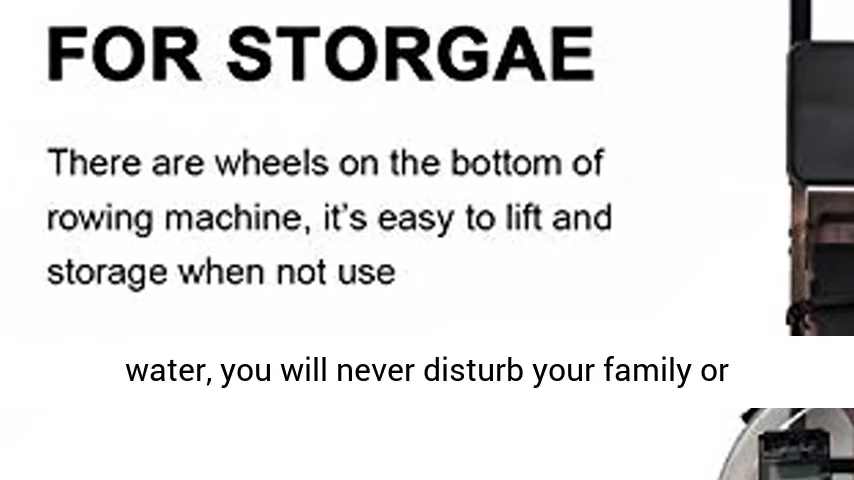 FOR STORGAE
There are wheels on the bottom of
rowing machine, it's easy to lift and
storage when not use
water, you will never disturb your family or